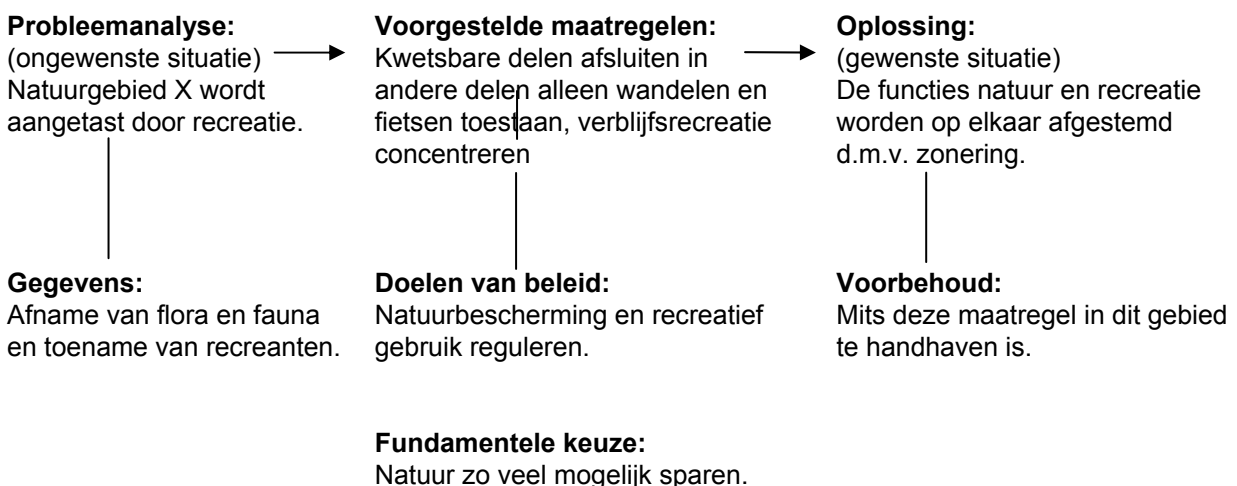 Probleemanalyse:
(ongewenste situatie)
Natuurgebied X wordt
aangetast door recreatie.
Voorgestelde maatregelen:
Kwetsbare delen afsluiten in
andere delen alleen wandelen en
fietsen toestaan, verblijfsrecreatie
concentreren
Oplossing:
(gewenste situatie)
De functies natuur en recreatie
worden op elkaar afgestemd
d.m.v. zonering.
Gegevens:
Afname van flora en fauna
en toename van recreanten.
Doelen van beleid:
Natuurbescherming en recreatief
gebruik reguleren.
Voorbehoud:
Mits deze maatregel in dit gebied
te handhaven is.
Fundamentele keuze:
Natuur zo veel mogelijk sparen.